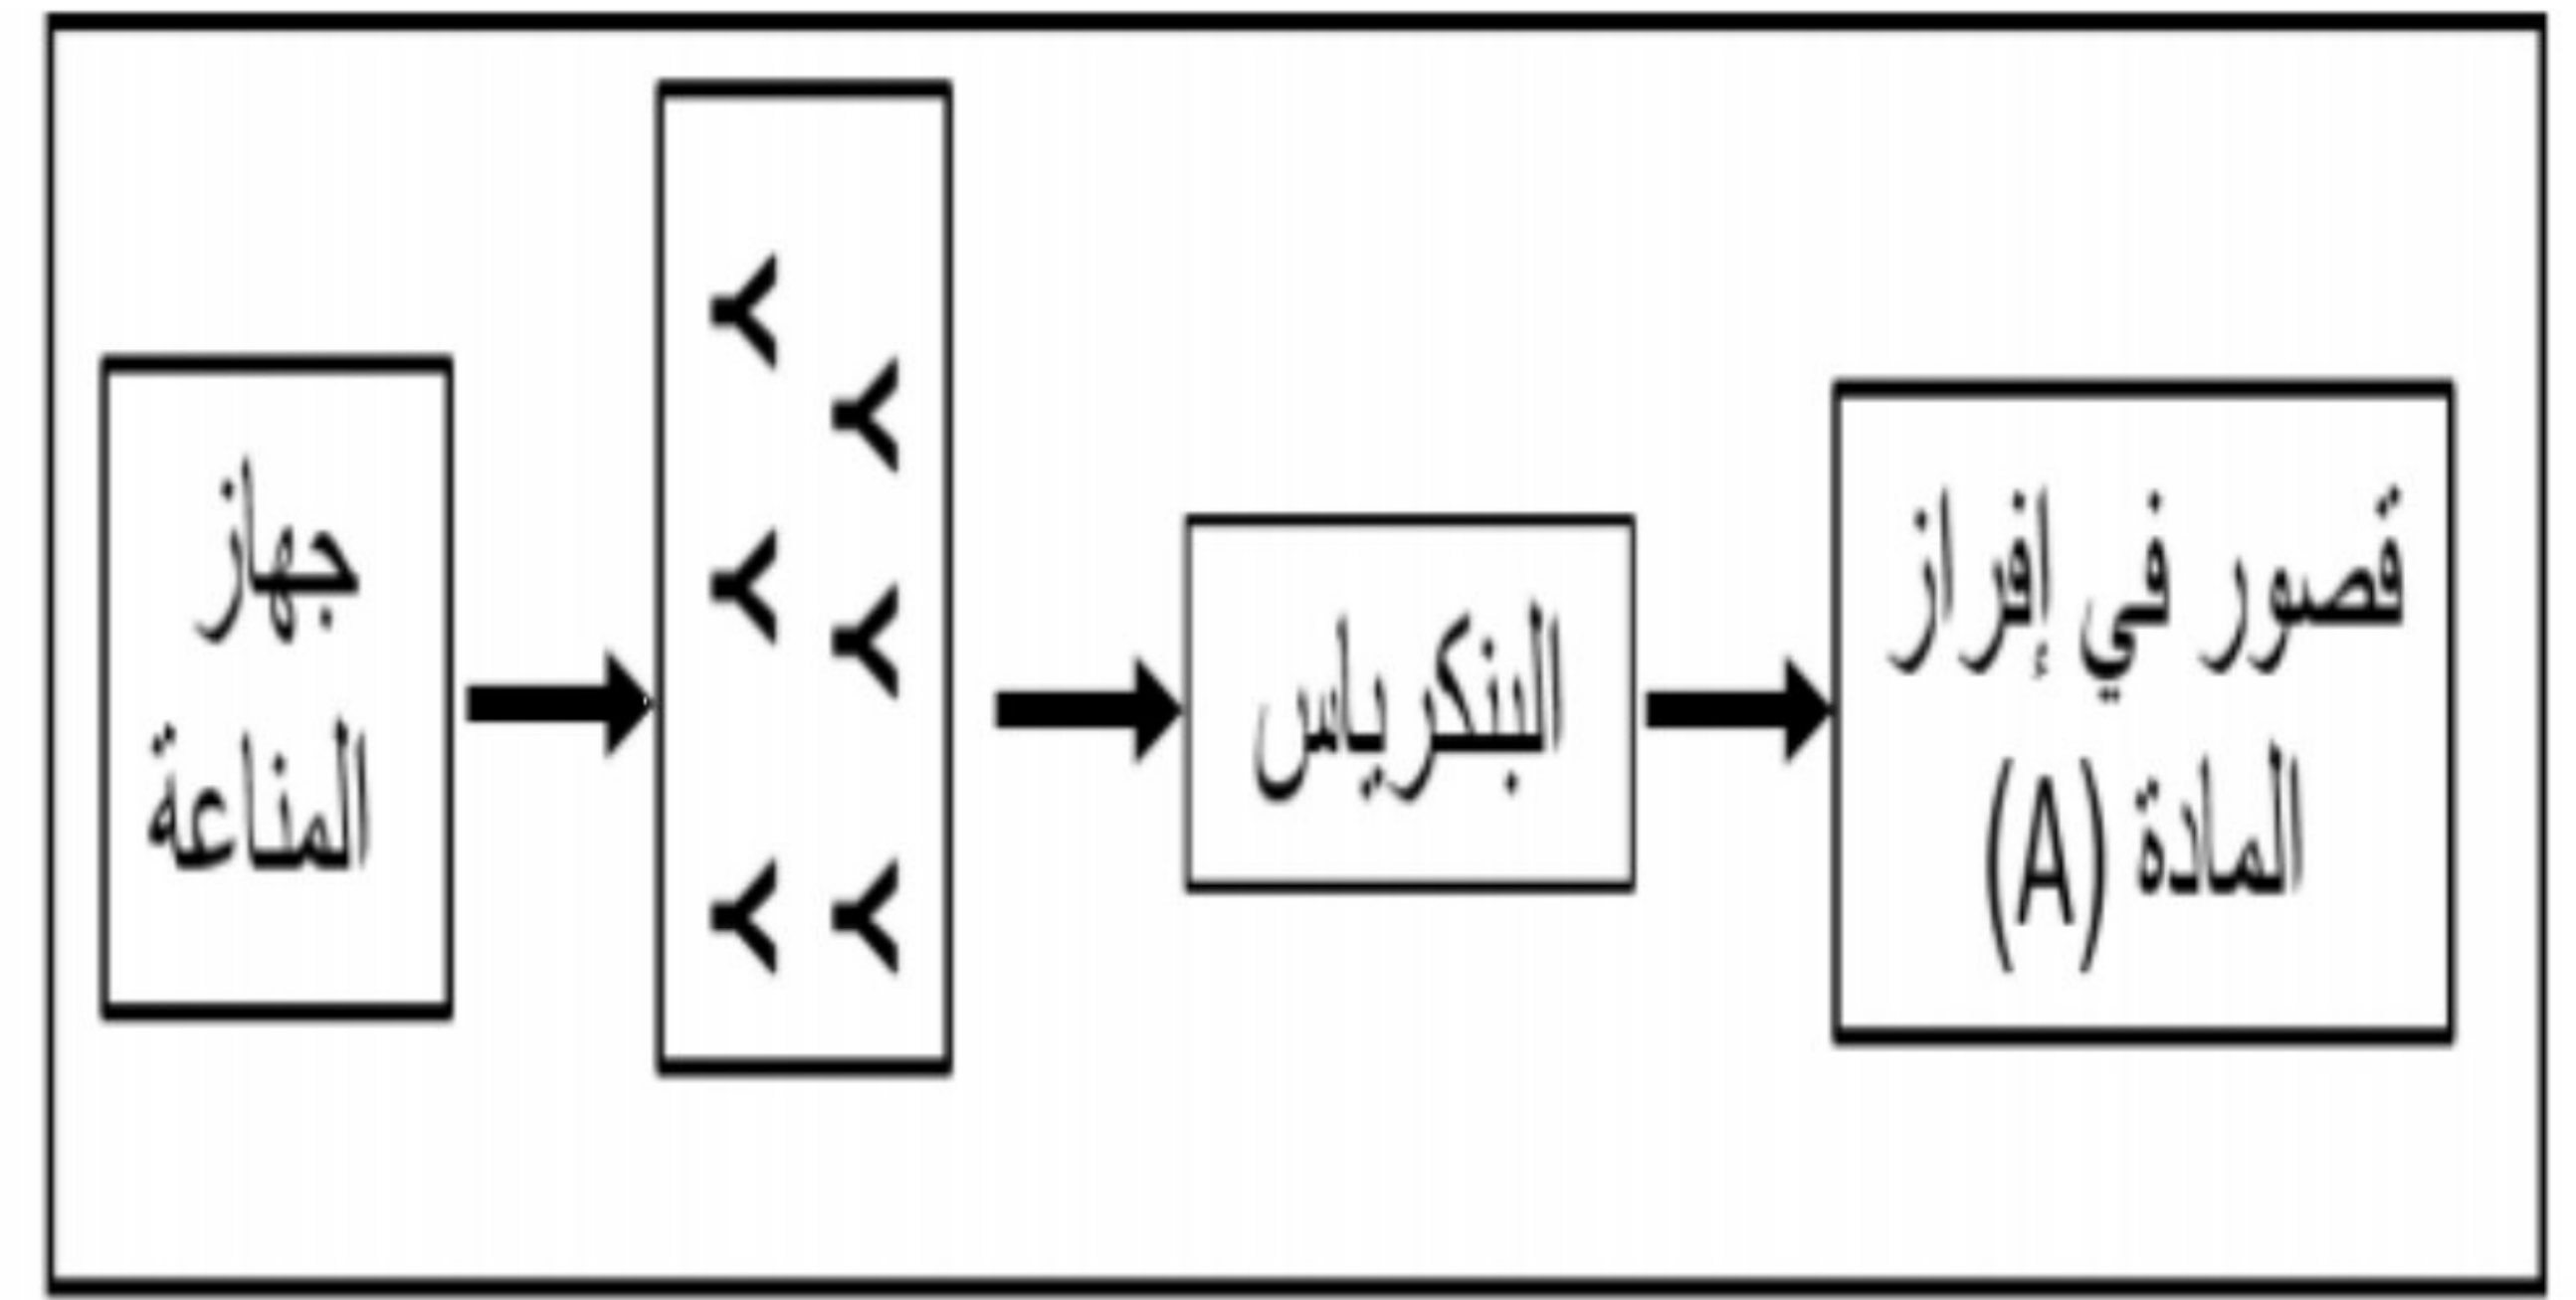 جهاز
المناعة
البنكرياس
قصور في إفراز
المادة (A)